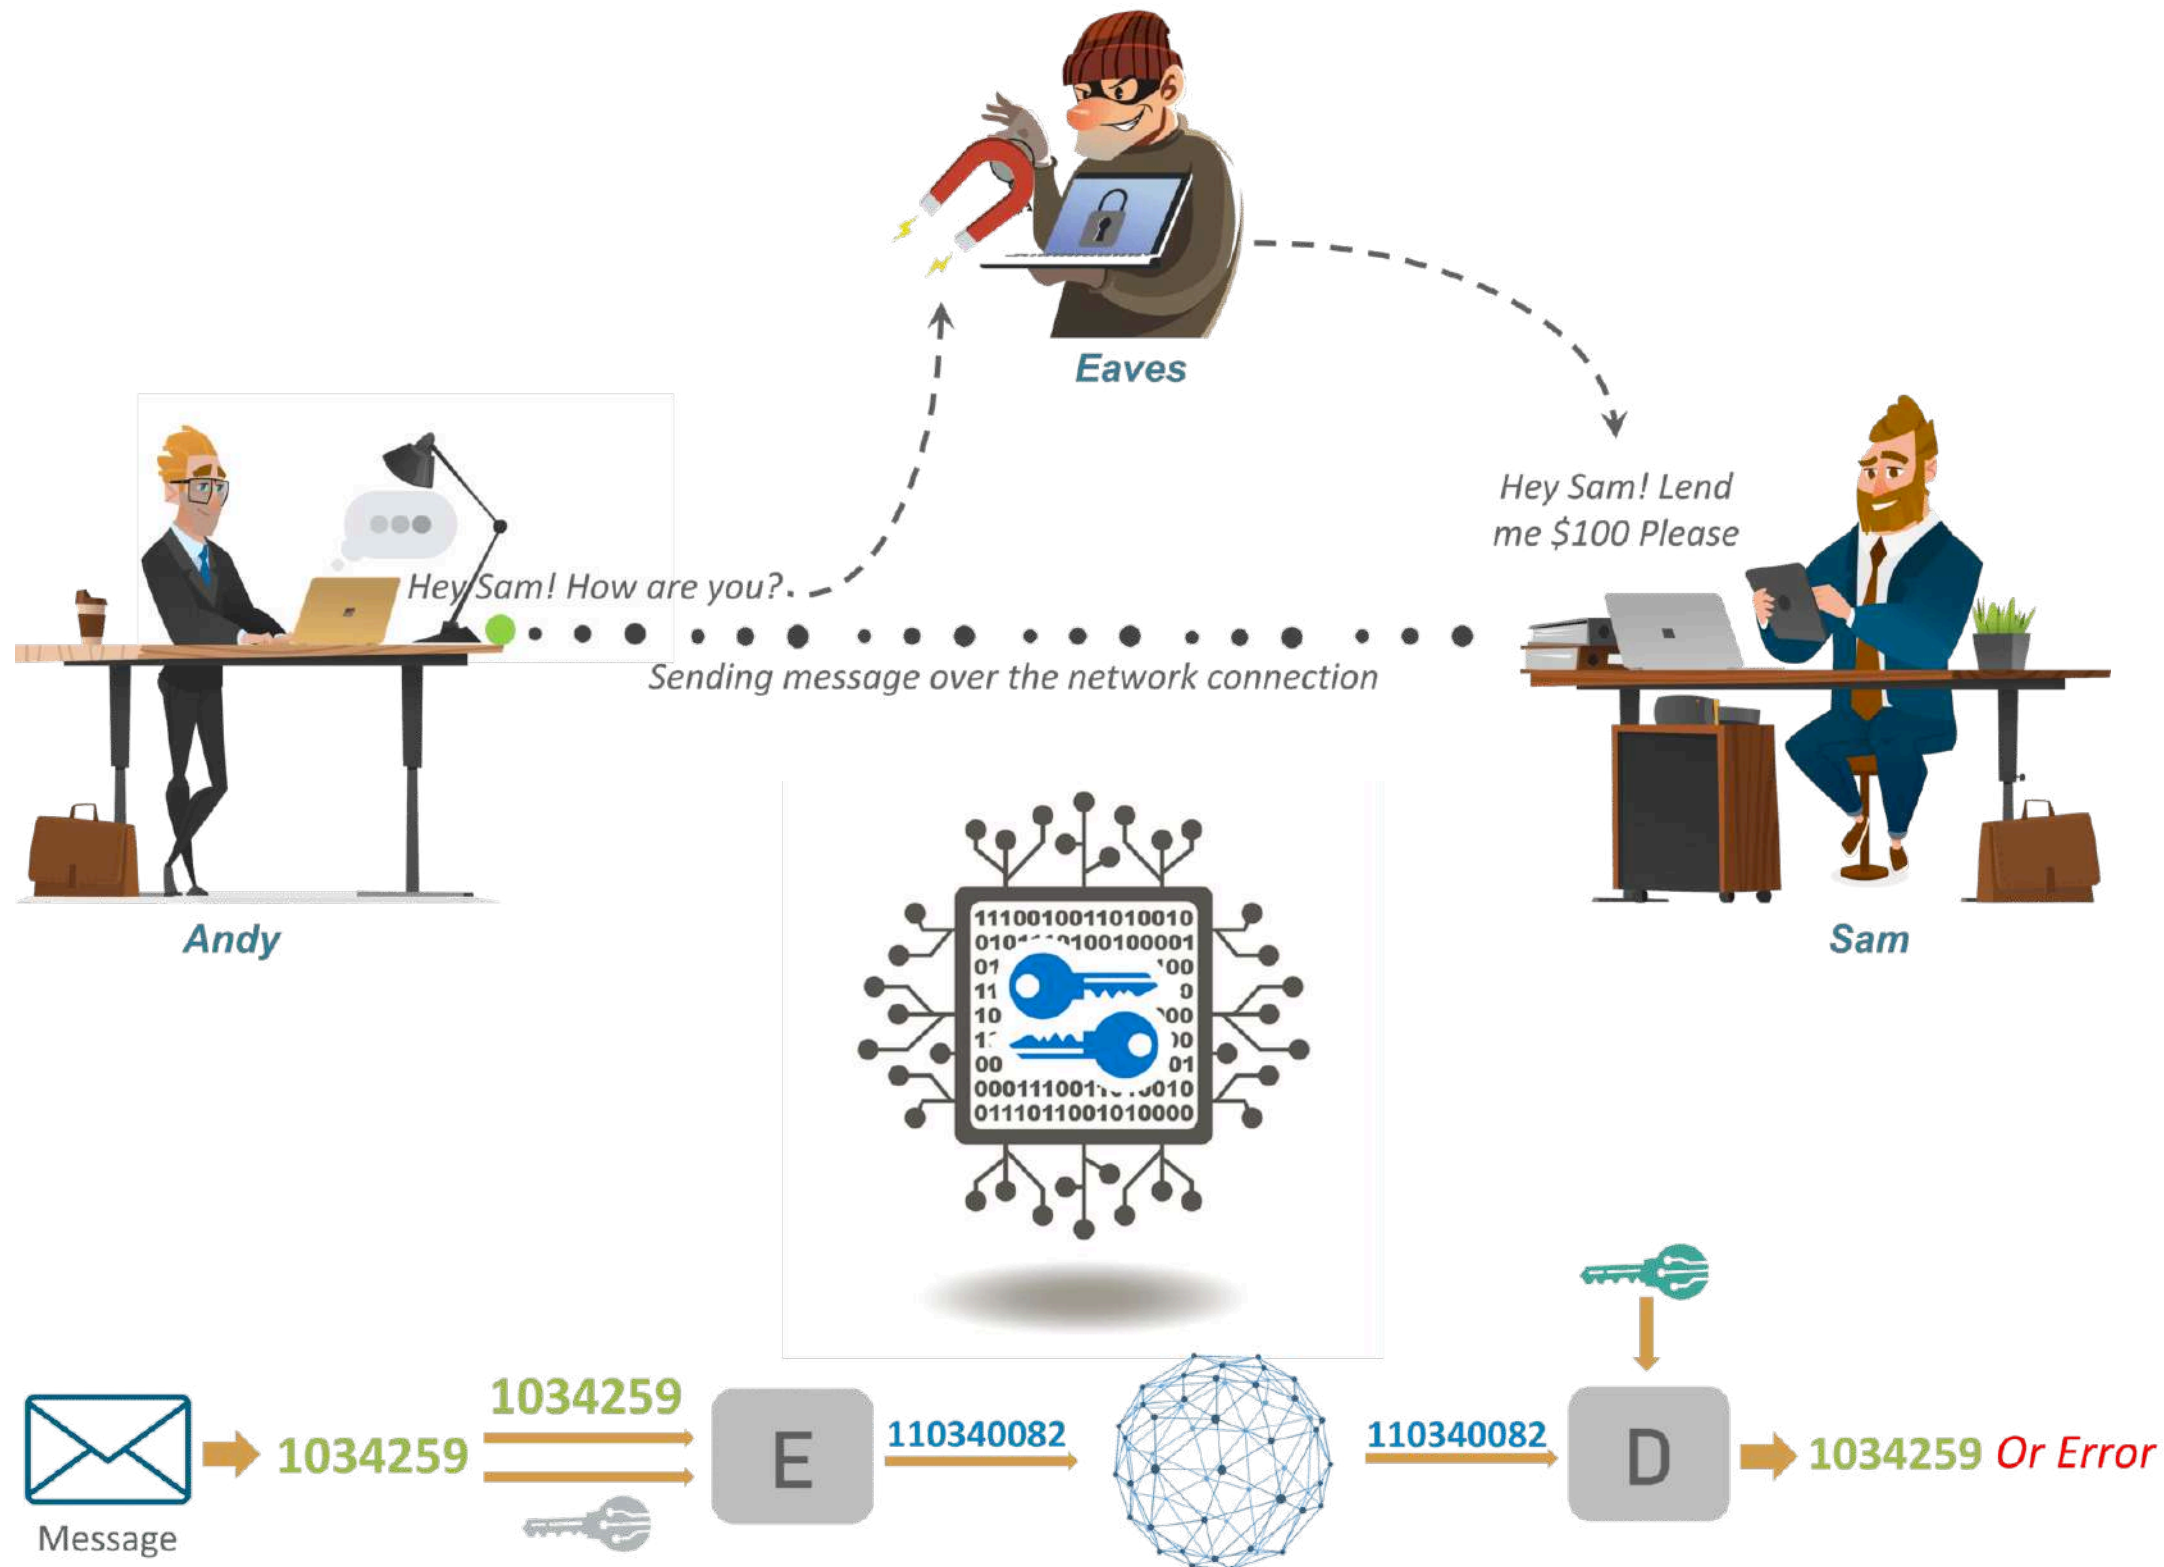 Eaves
Hey Sam! Lend
me $100 Please
Hey Sam! How are you?
Sending message over the network connection
Andy
Sam
1110010011010010
0111011001010000
1034259
110340082
110340082
1034259
E
D
1034259 Or Error
Message